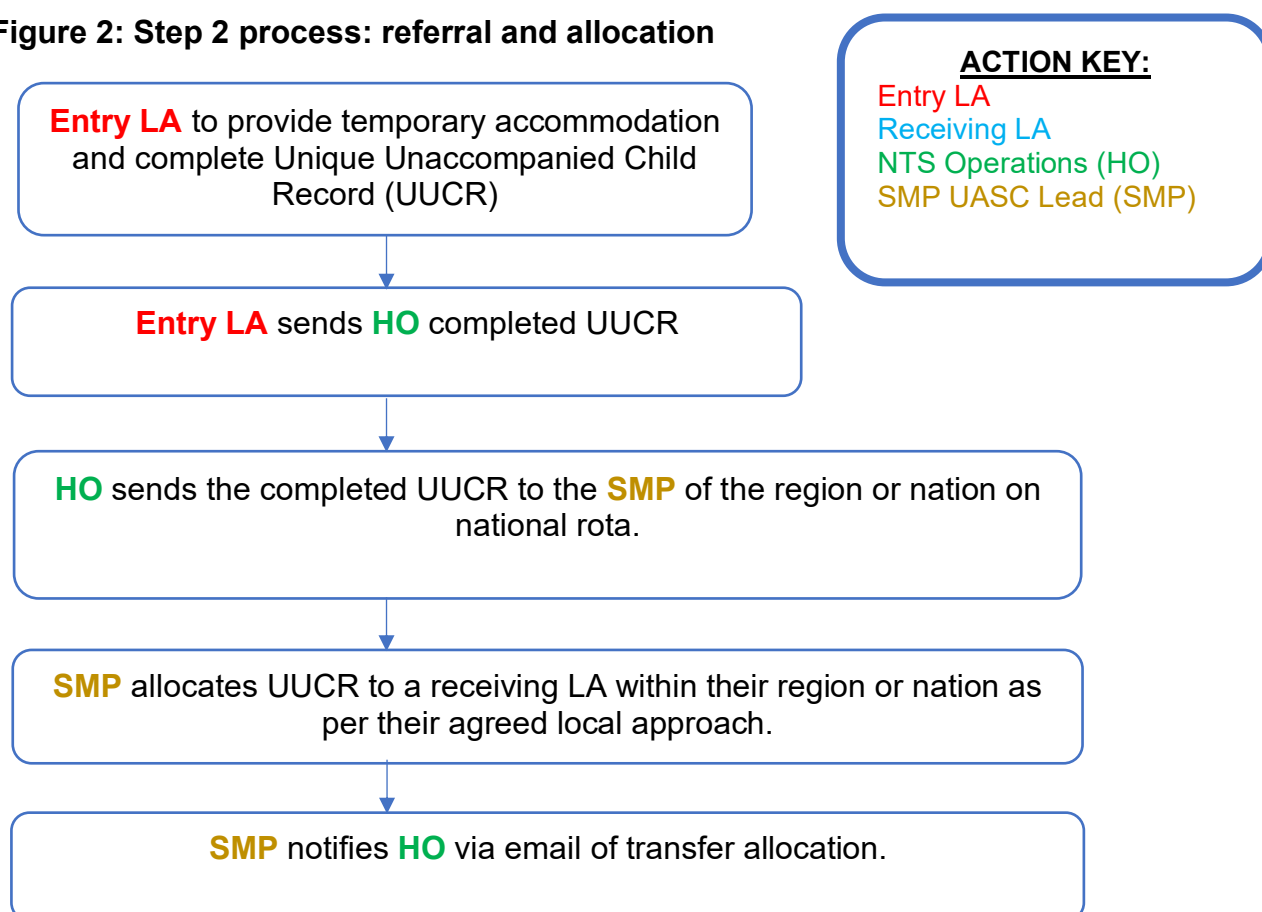 Figure 2: Step 2 process: referral and allocation
ACTION KEY:
Entry LA
Receiving LA
NTS Operations (HO)
SMP UASC Lead (SMP)
Entry LA to provide temporary accommodation
and complete Unique Unaccompanied Child
Record (UUCR)
Entry LA sends HO completed UUCR
HO sends the completed UUCR to the SMP of the region or nation on
national rota.
SMP allocates UUCR to a receiving LA within their region or nation as
per their agreed local approach.
SMP notifies HO via email of transfer allocation.